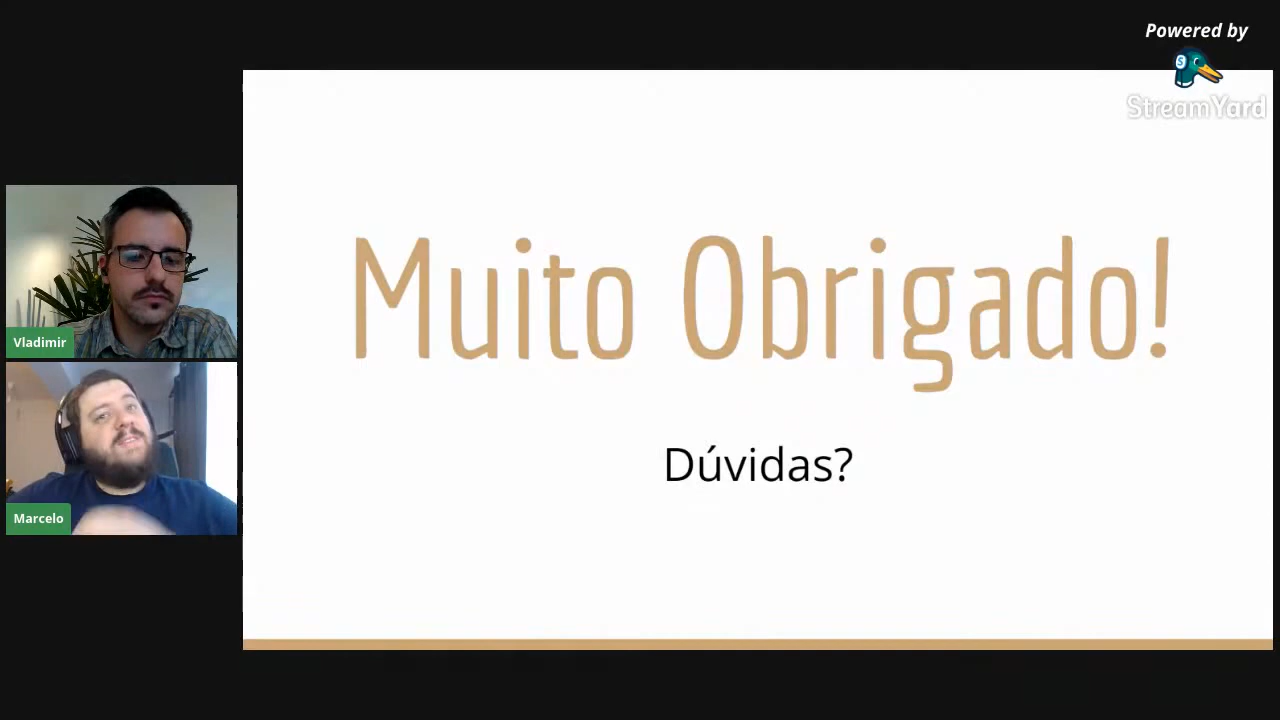 Powered by
StreamYard
Muito Obrigado!
Dúvidas?
Vladimir
Marcelo